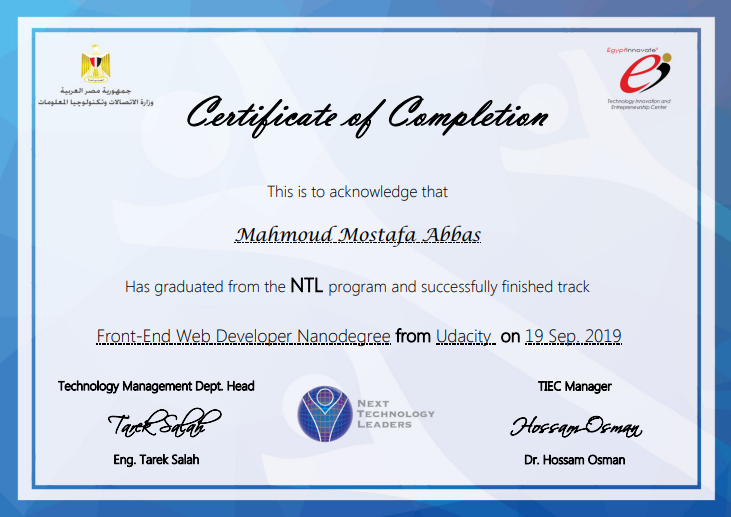 جمهورية مصر العربية
وزارة الاتصالات وتكنولوجيا المعلومات
EgyptInnovate
ei
Technology Innovation and
Entrepreneurship Center
Certificate of Completion
This is to acknowledge that
Mahmoud Mostafa Abbas
Has graduated from the NTL program and successfully finished track
Front-End Web Developer Nanodegree from Udacity on 19 Sep. 2019
Technology Management Dept. Head
Tarek Salah
Eng. Tarek Salah
NEXT
TECHNOLOGY
LEADERS
TIEC Manager
Hossam Osman
Dr. Hossam Osman